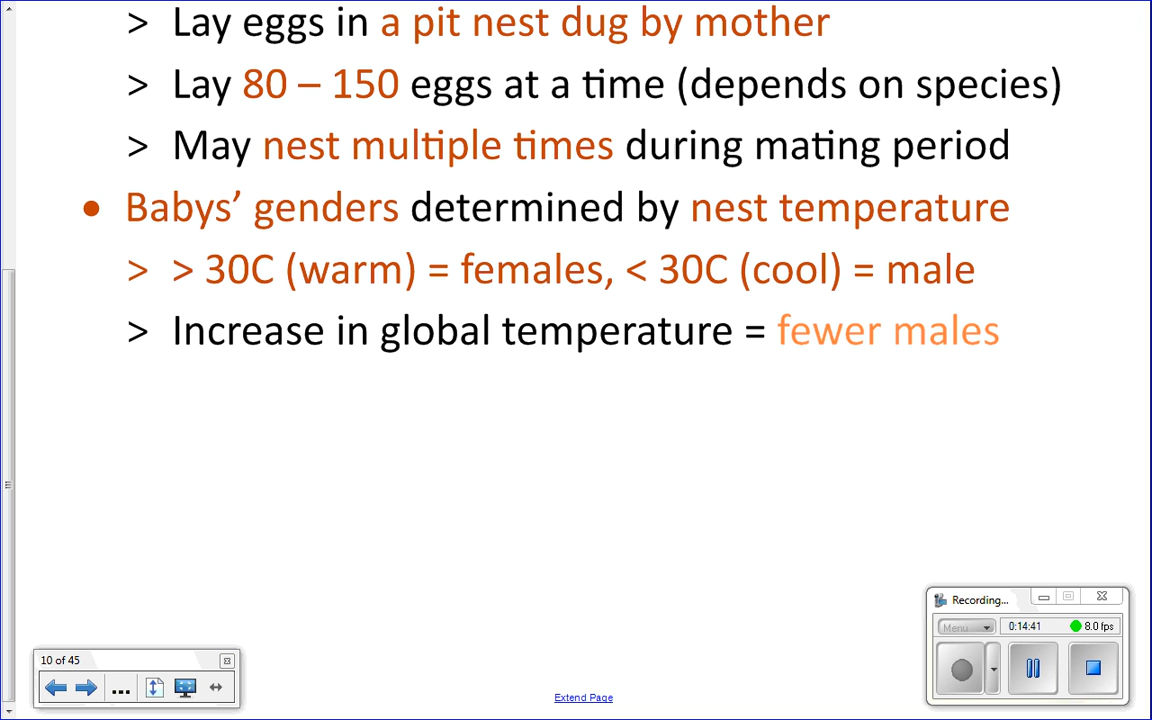 > Lay eggs in a pit nest dug by mother
> Lay 80 – 150 eggs at a time (depends on species)
> May nest multiple times during mating period
• Babys’ genders determined by nest temperature
> > 30C (warm) = females, < 30C (cool) = male
> Increase in global temperature = fewer males
Recording...
Menu 0:14:41 8.0 fps
10 of 45
...
Extend Page